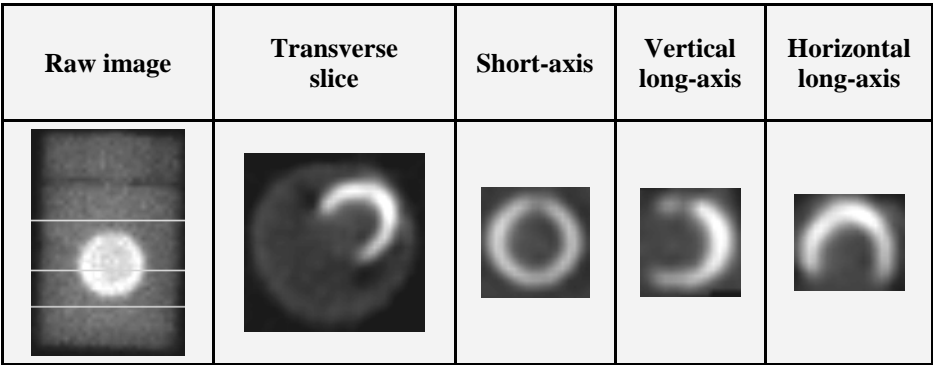 Raw image
Transverse
slice
Short-axis
Vertical
long-axis
Horizontal
long-axis